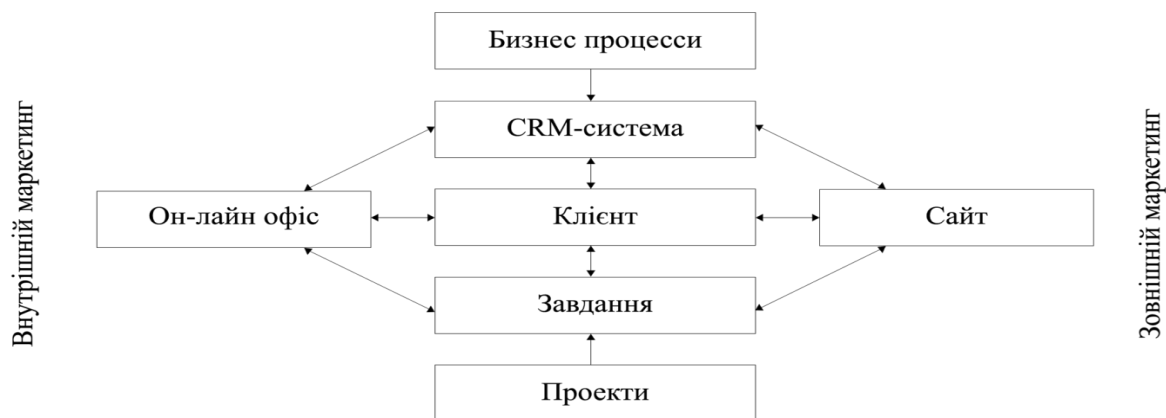 Бизнес процесси
CRM-система
Внутрішній маркетинг
Он-лайн офіс
Клієнт
Сайт
Зовнішній маркетинг
Завдання
Проекти